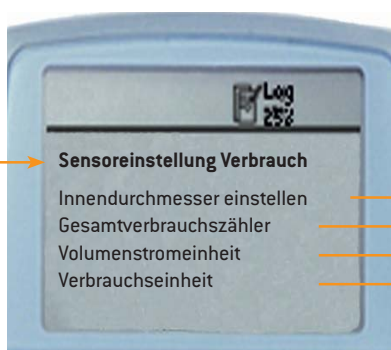 Log
25%
Sensoreinstellung Verbrauch
Innendurchmesser einstellen
Gesamtverbrauchszähler
Volumenstromeinheit
Verbrauchseinheit